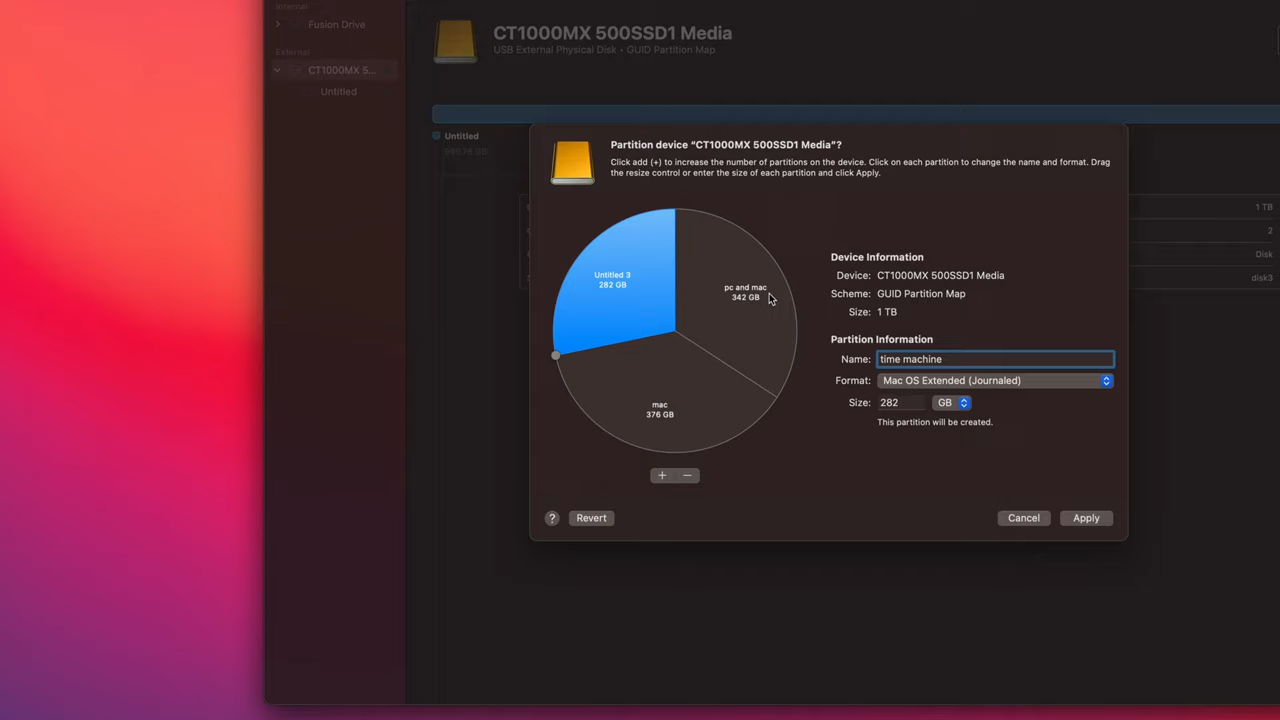 Internal
Fusion Drive
External
CT1000MX 5...
Untitled
CT1000MX 500SSD1 Media
USB External Physical Disk • GUID Partition Map
Untitled
Partition device “CT1000MX 500SSD1 Media”?
Click add (+) to increase the number of partitions on the device. Click on each partition to change the name and format. Drag
the resize control or enter the size of each partition and click Apply.
Untitled 3
282 GB
pc and mac
342 GB
mac
376 GB
+ −
Device Information
Device: CT1000MX 500SSD1 Media
Scheme: GUID Partition Map
Size: 1 TB
Partition Information
Name: time machine
Format: Mac OS Extended (Journaled)
Size: 282 GB
This partition will be created.
? Revert
Cancel Apply
1 TB
2
Disk
disk3